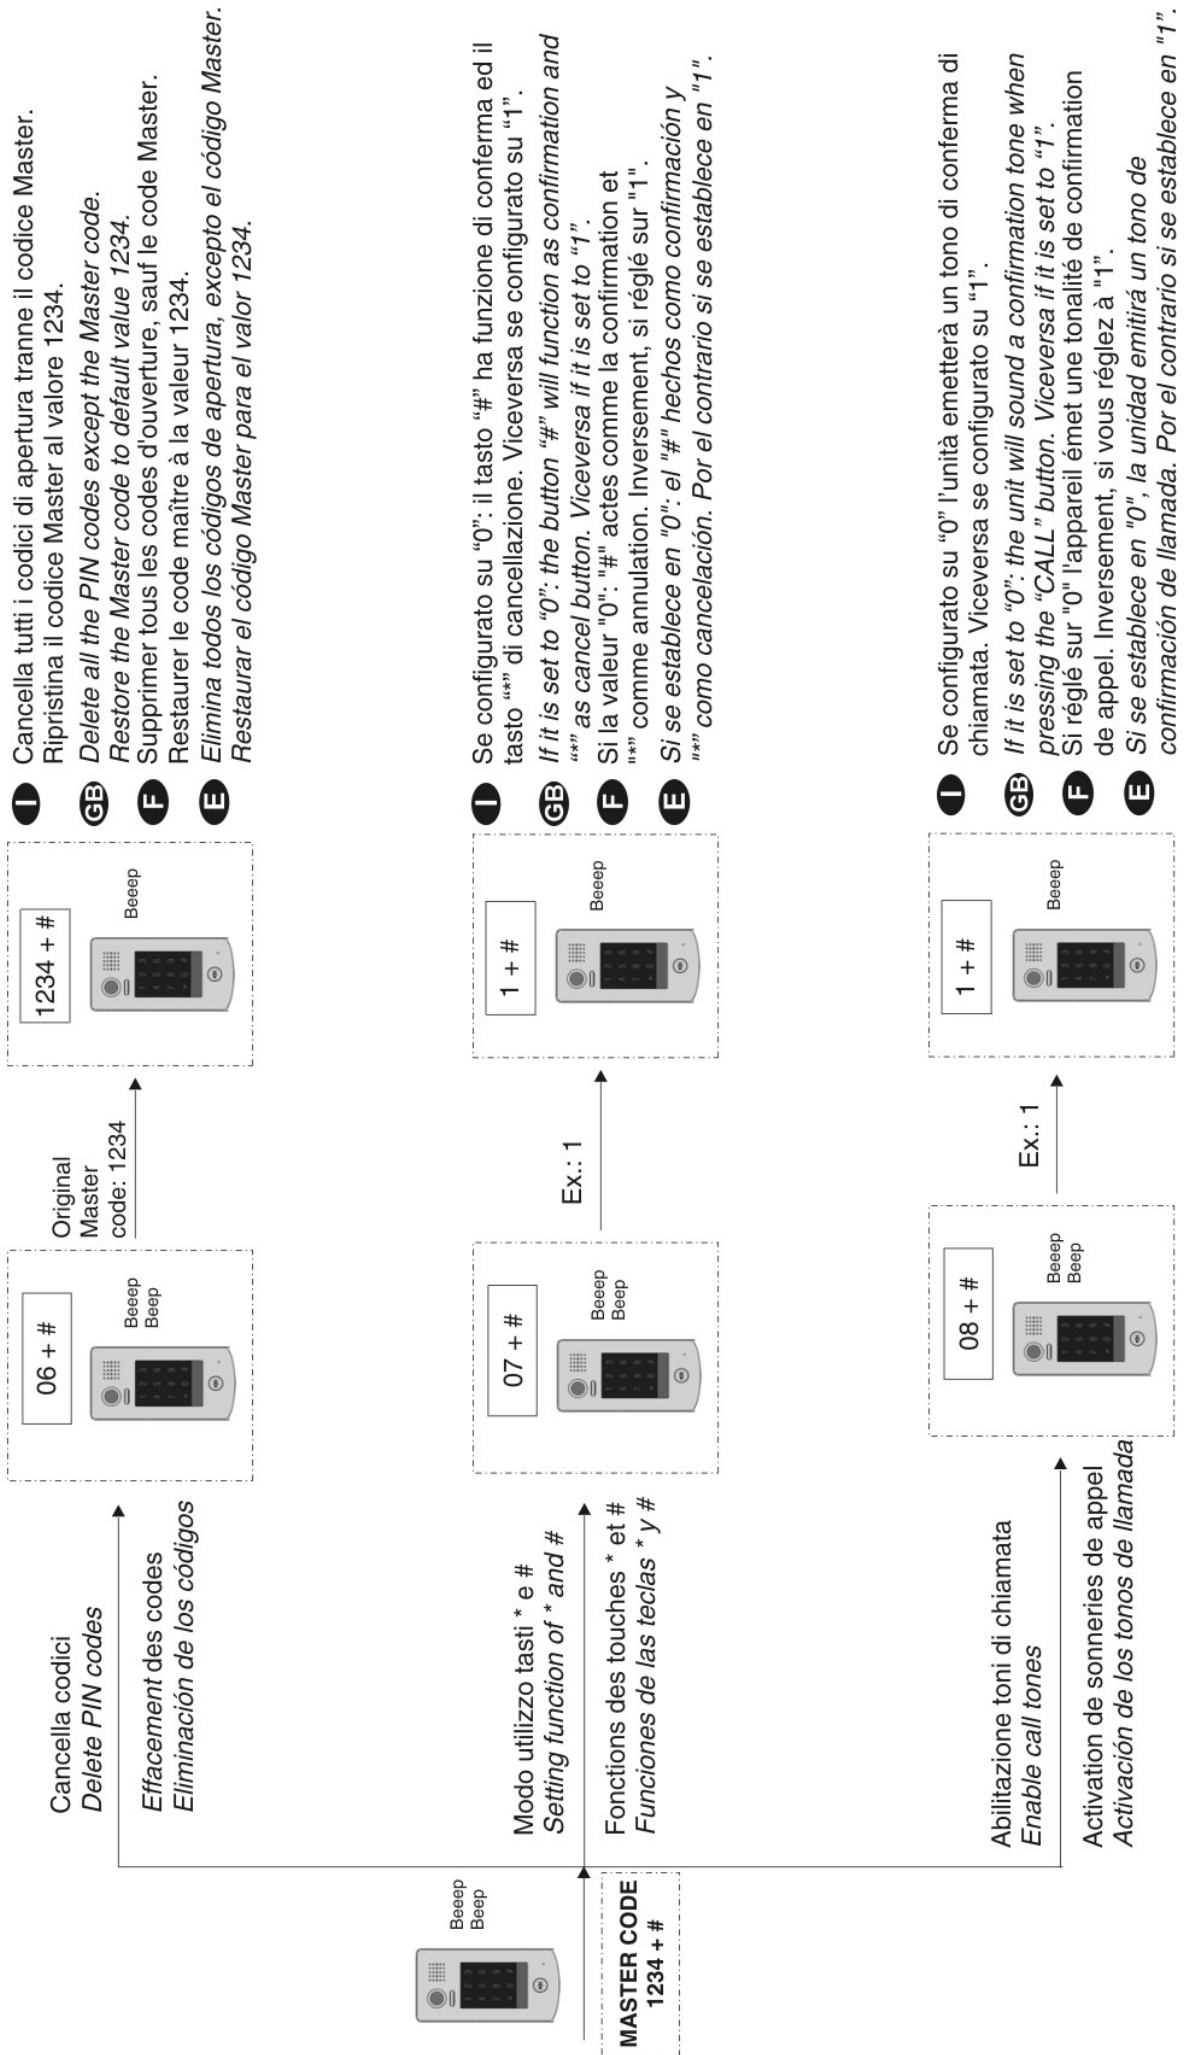 Beeep
Beep
MASTER CODE
1234 + #
Cancella codici
Delete PIN codes
Effacement des codes
Eliminación de los códigos
06 + #
Beeep
Beep
Original
Master
code: 1234
1234 + #
Beeep
I Cancella tutti i codici di apertura tranne il codice Master.
Ripristina il codice Master al valore 1234.
GB Delete all the PIN codes except the Master code.
Restore the Master code to default value 1234.
F Supprimer tous les codes d'ouverture, sauf le code Master.
Restaurer le code maître à la valeur 1234.
E Elimina todos los códigos de apertura, excepto el código Master.
Restaurar el código Master para el valor 1234.
Modo utilizzo tasti * e #
Setting function of * and #
Fonctions des touches * et #
Funciones de las teclas * y #
07 + #
Beeep
Beep
Ex.: 1
1 + #
Beeep
I Se configurato su “0”: il tasto “#” ha funzione di conferma ed il
tasto “*” di cancellazione. Viceversa se configurato su “1”.
GB If it is set to “0”: the button “#” will function as confirmation and
“*” as cancel button. Viceversa if it is set to “1”.
F Si la valeur "0": "#" actes comme la confirmation et
"*” comme annulation. Inversement, si réglé sur "1".
E Si se establece en "0": el "#" hechos como confirmación y
"*” como cancelación. Por el contrario si se establece en "1".
Abilitazione toni di chiamata
Enable call tones
Activation de sonneries de appel
Activación de los tonos de llamada
08 + #
Beeep
Beep
Ex.: 1
1 + #
Beeep
I Se configurato su “0” l’unità emetterà un tono di conferma di
chiamata. Viceversa se configurato su “1”.
GB If it is set to “0”: the unit will sound a confirmation tone when
pressing the “CALL” button. Viceversa if it is set to “1”.
F Si réglé sur "0" l'appareil émet une tonalité de confirmation
de appel. Inversement, si vous réglez à "1”.
E Si se establece en "0", la unidad emitirá un tono de
confirmación de llamada. Por el contrario si se establece en "1”.